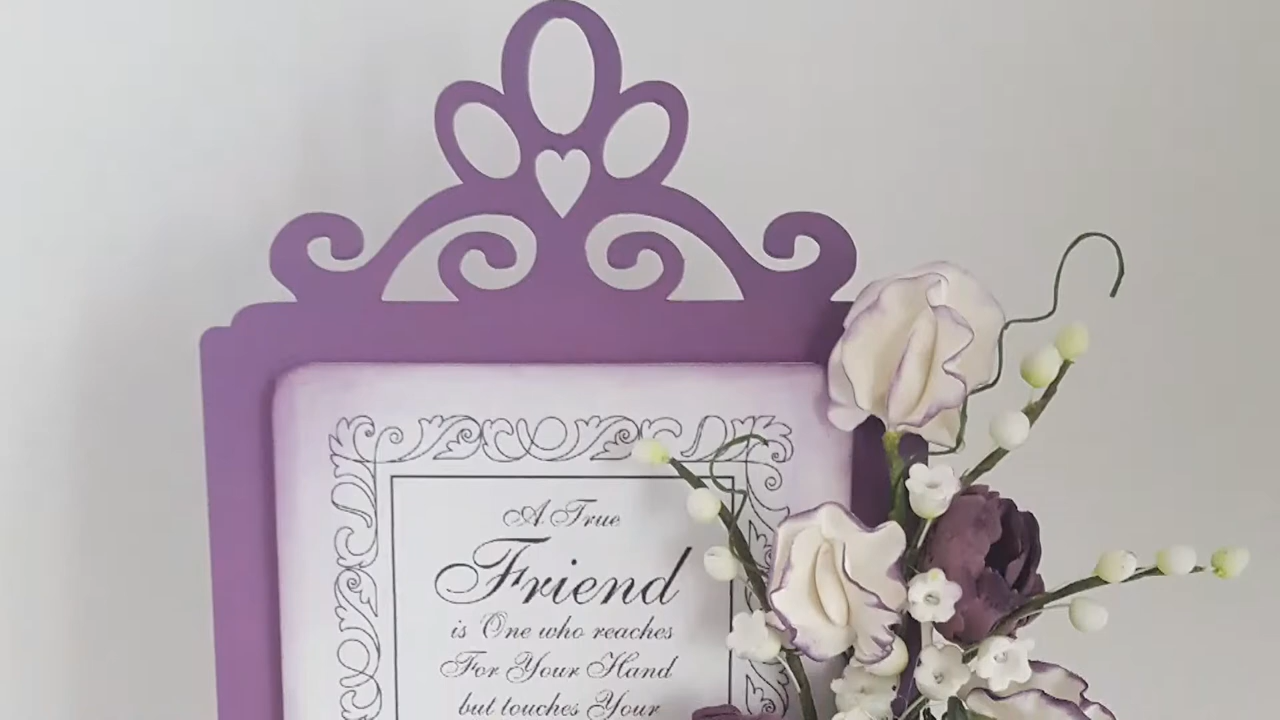 A True
Friend
is One who reaches
For Your Hand
but touches Your